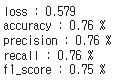 loss : 0.579
accuracy : 0.76 %
precision : 0.76 %
recall : 0.76 %
f1_score : 0.75 %